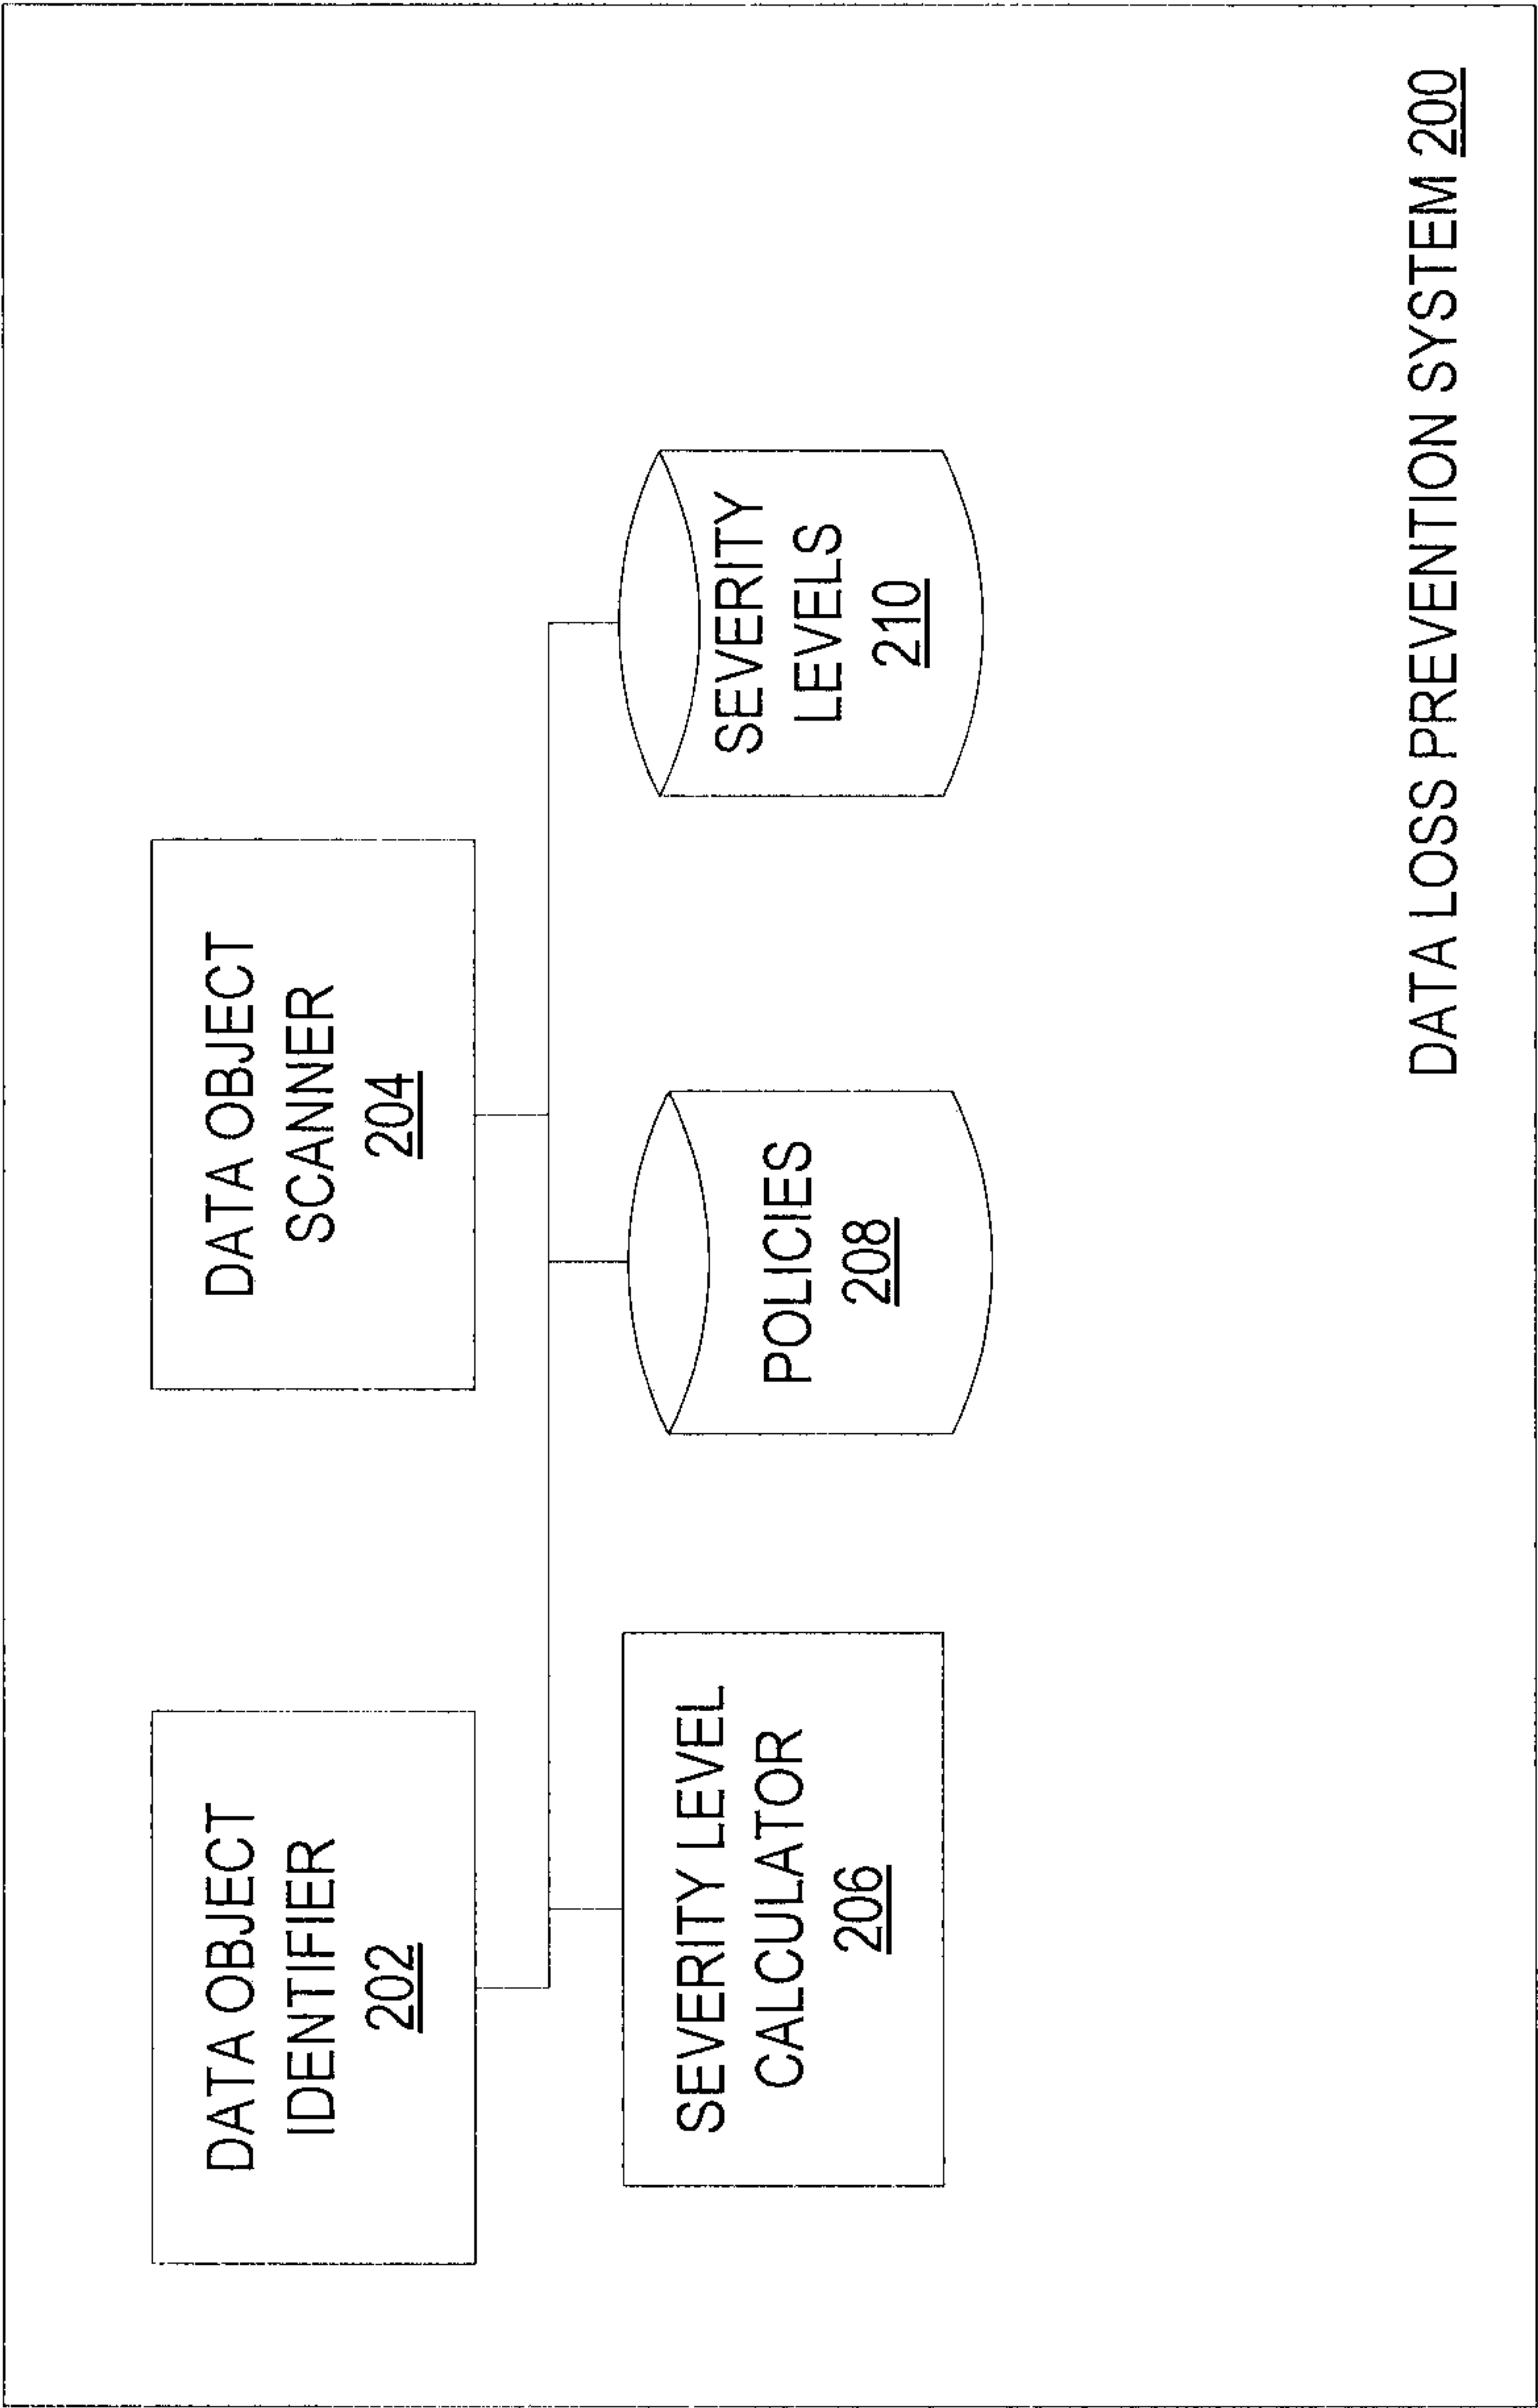 DATA OBJECT
IDENTIFIER
202
DATA OBJECT
SCANNER
204
SEVERITY LEVEL
CALCULATOR
206
POLICIES
208
SEVERITY
LEVELS
210
DATA LOSS PREVENTION SYSTEM 200